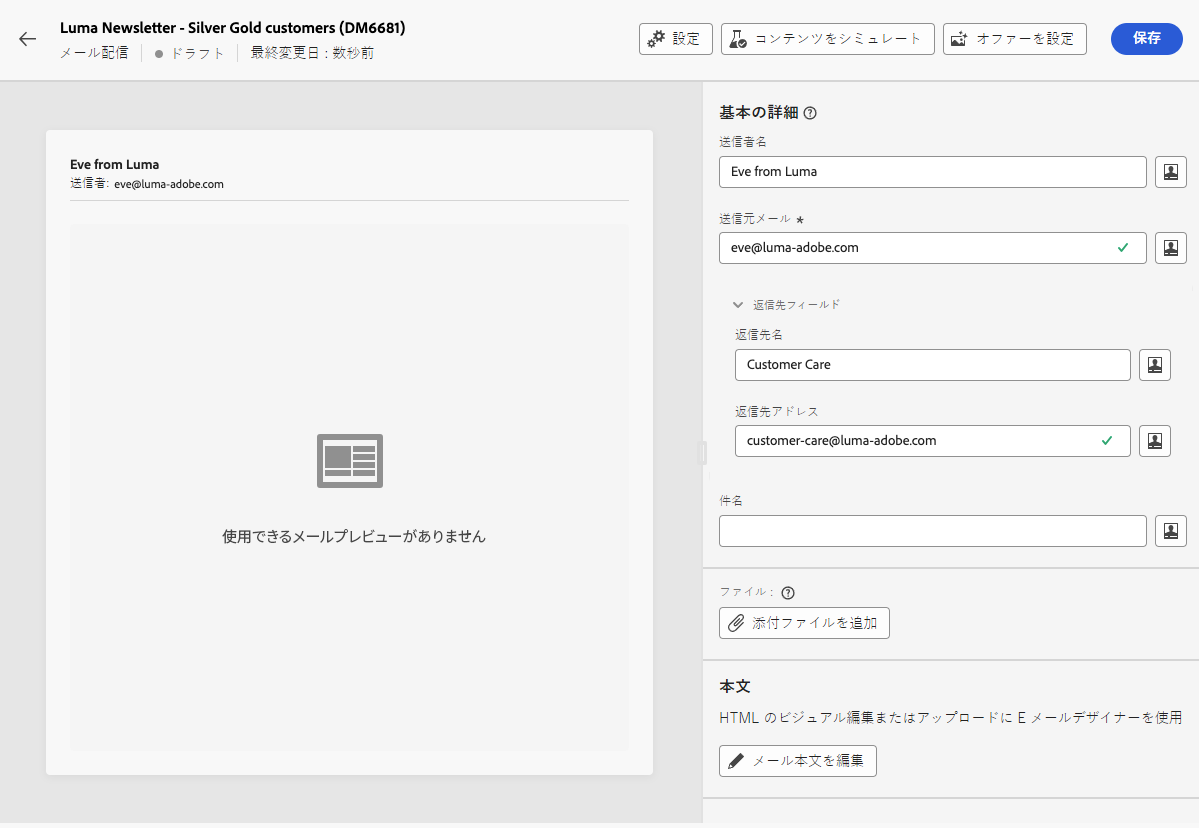 Luma Newsletter - Silver Gold customers (DM6681)
メール配信 ドラフト 最終変更日 : 数秒前
設定 コンテンツをシミュレート オファーを設定 保存
Eve from Luma
送信者: eve@luma-adobe.com
使用できるメールプレビューがありません
基本の詳細
送信者名
Eve from Luma
送信元メール *
eve@luma-adobe.com
返信先フィールド
返信先名
Customer Care
返信先アドレス
customer-care@luma-adobe.com
件名
ファイル :
添付ファイルを追加
本文
HTML のビジュアル編集またはアップロードに E メールデザイナーを使用
メール本文を編集